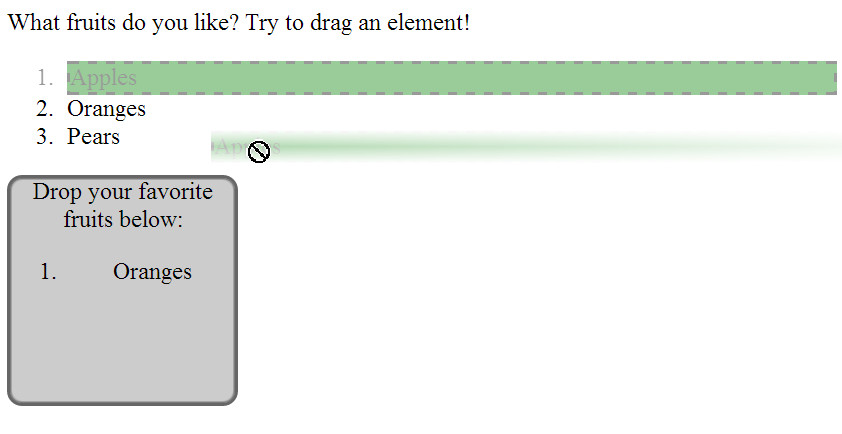 What fruits do you like? Try to drag an element!
1. Apples
2. Oranges
3. Pears
Drop your favorite
fruits below:
1. Oranges